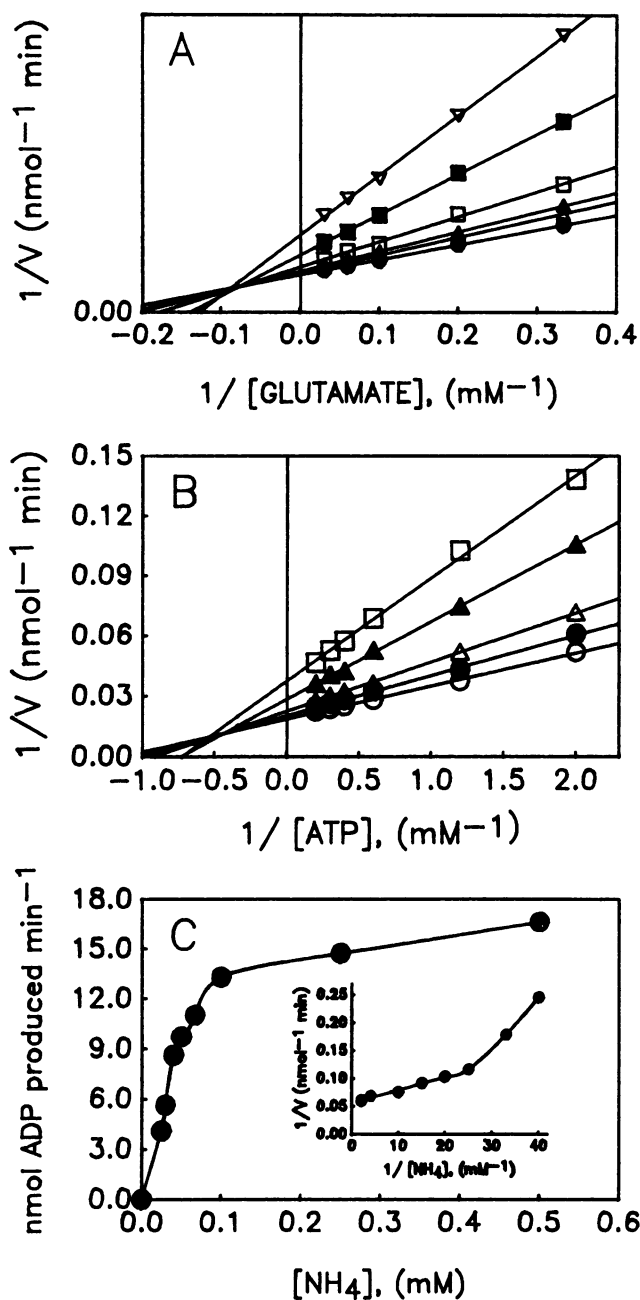 A
1/V (nmol−1 min)
0.00
−0.2 −0.1 0.0 0.1 0.2 0.3 0.4
1/ [GLUTAMATE], (mM−1)
B
1/V (nmol−1 min)
0.15
0.12
0.09
0.06
0.03
0.00
−1.0 −0.5 0.0 0.5 1.0 1.5 2.0
1/ [ATP], (mM−1)
C
nmol ADP produced min−1
18.0
15.0
12.0
9.0
6.0
3.0
0.0
0.0 0.1 0.2 0.3 0.4 0.5 0.6
[NH4], (mM)
1/V (nmol−1 min)
0.25
0.20
0.15
0.10
0.05
0.00
0 10 20 30 40
1/ [NH4], (mM−1)